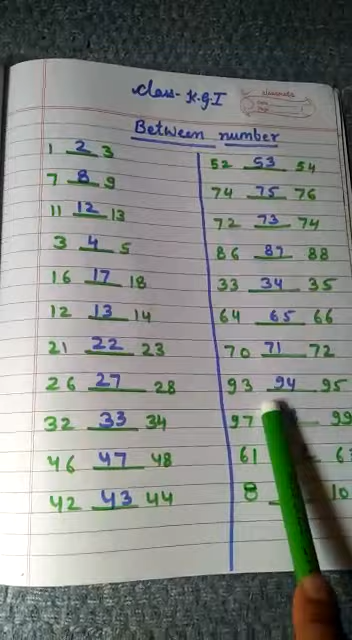 Class- K.g.I
classmate
Between number
1 2 3
7 8 9
11 12 13
3 4 5
16 17 18
12 13 14
21 22 23
26 27 28
32 33 34
46 47 48
42 43 44
52 53 54
74 75 76
72 73 74
86 87 88
33 34 35
64 65 66
70 71 72
93 94 95
97 99
61
8 10